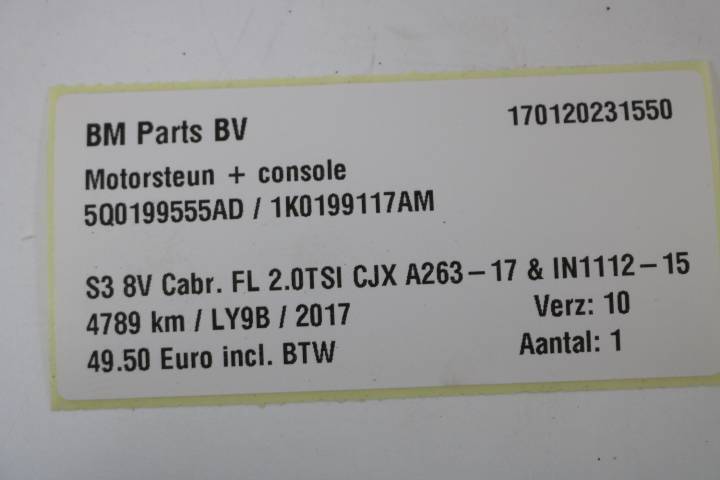 BM Parts BV
170120231550
Motorsteun + console
5Q0199555AD / 1K0199117AM
S3 8V Cabr. FL 2.0TSI CJX A263-17 & IN1112-15
4789 km / LY9B / 2017
Verz: 10
49.50 Euro incl. BTW
Aantal: 1